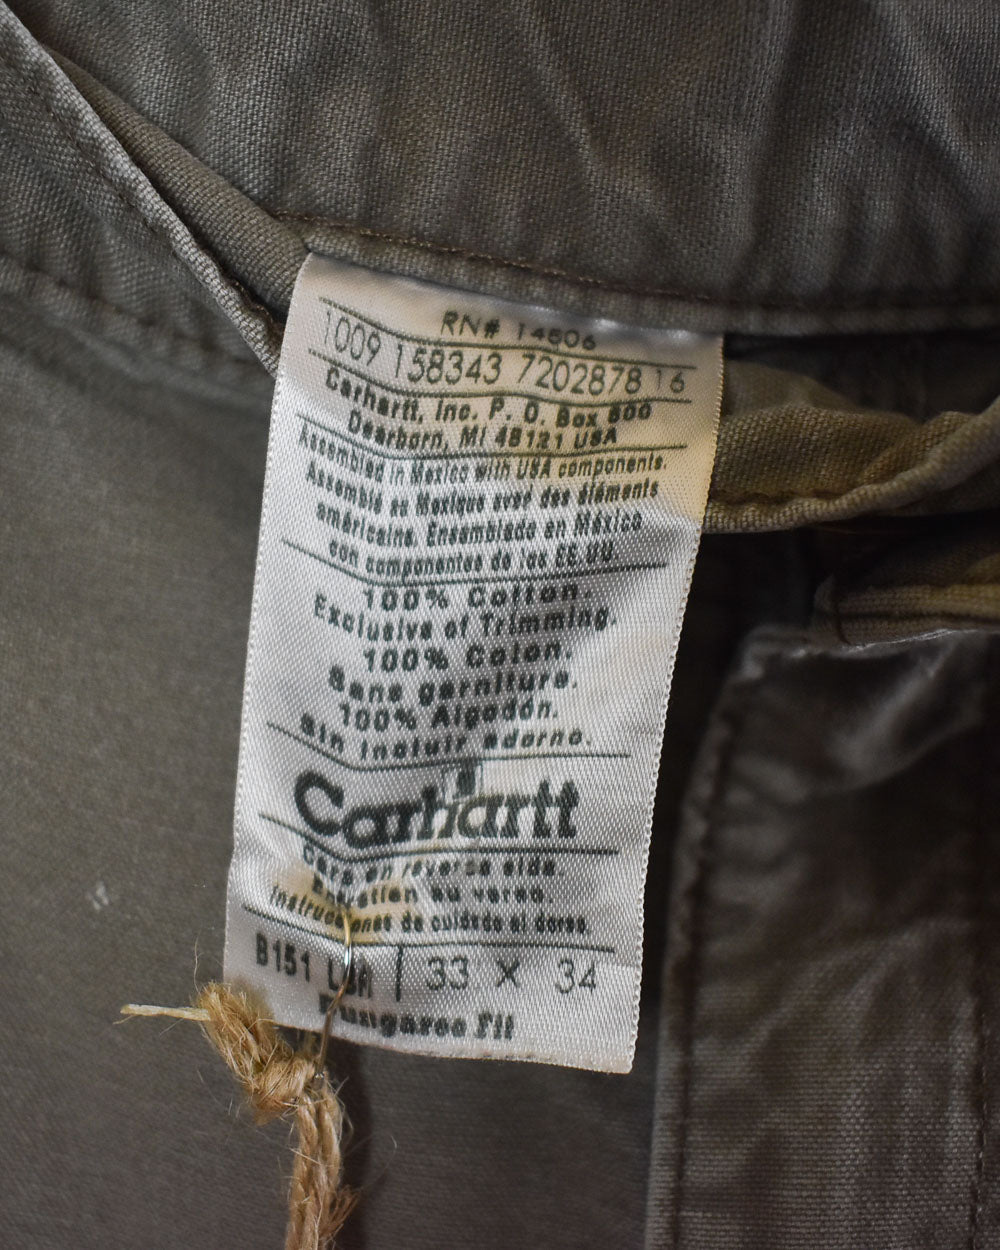 RN# 14806
1009 158343 7202878 16
Carhartt, Inc. P. O. Box 600
Dearborn, MI 48121 USA
Assembled in Mexico with USA components.
Assemblé au Mexique avec des éléments
américains. Ensamblado en México
con componentes de los EE.UU.
100% Cotton.
Exclusive of Trimming.
100% Coton.
Sans garniture.
100% Algodón.
Sin incluir adorno.
Carhartt
Care on reverse side.
Entretien au verso.
Instrucciones de cuidado al dorso.
B151 | 33 X 34
Dungaree Fit